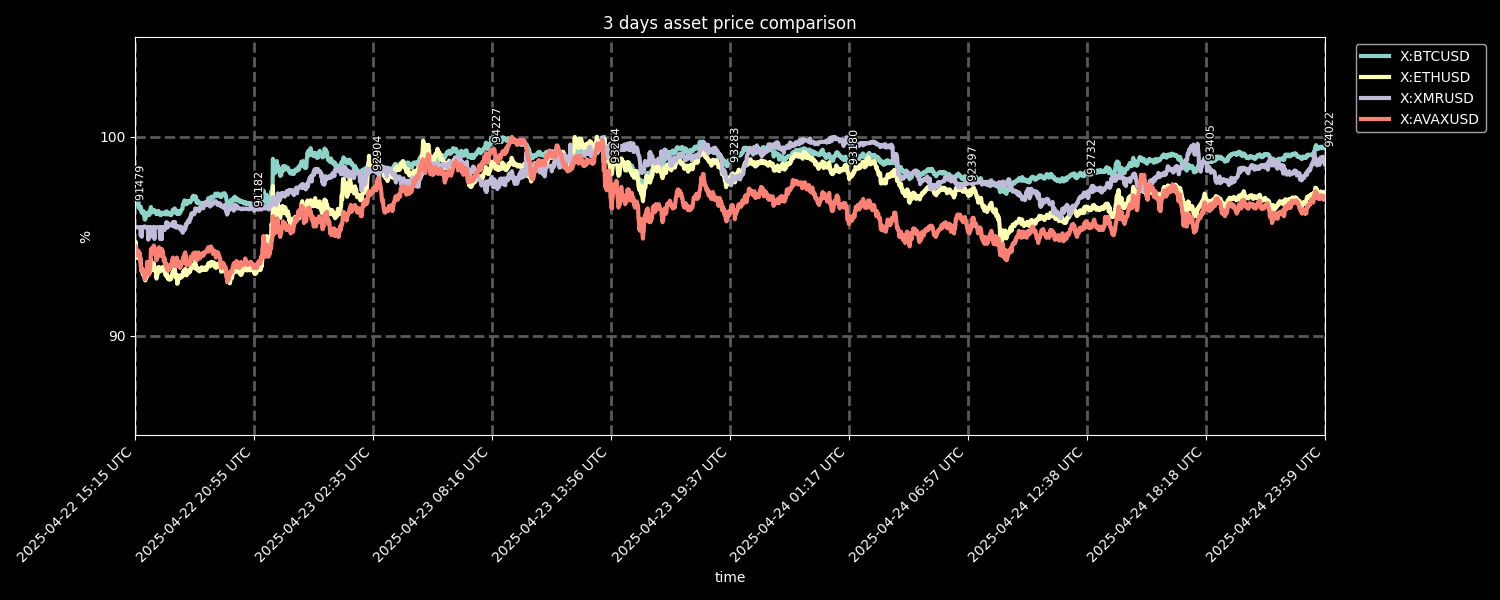 3 days asset price comparison
X:BTCUSD
X:ETHUSD
X:XMRUSD
X:AVAXUSD
100
90
%
91479
91182
92904
94227
93264
93283
93180
92397
92732
93405
94022
2025-04-22 15:15 UTC
2025-04-22 20:55 UTC
2025-04-23 02:35 UTC
2025-04-23 08:16 UTC
2025-04-23 13:56 UTC
2025-04-23 19:37 UTC
2025-04-24 01:17 UTC
2025-04-24 06:57 UTC
2025-04-24 12:38 UTC
2025-04-24 18:18 UTC
2025-04-24 23:59 UTC
time